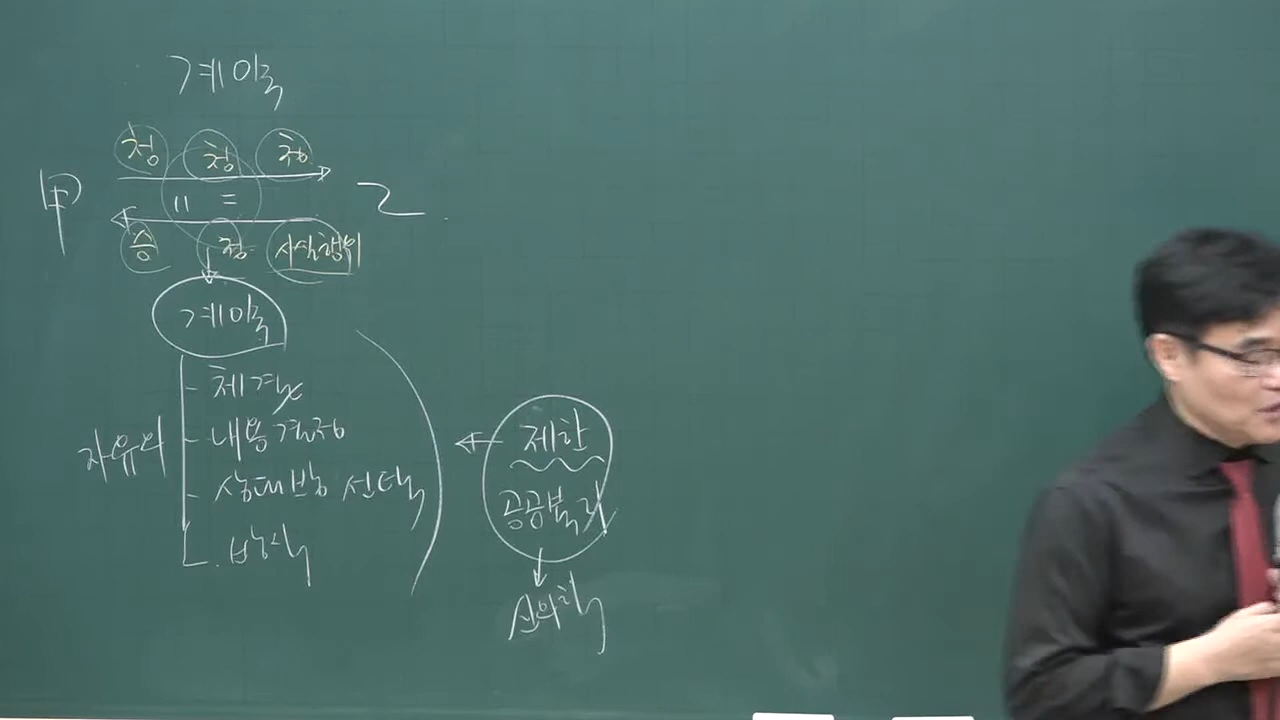 계약
청 청 청
甲 〃 = 乙
승 청 사실행위
계약
- 체결
자유의 - 내용결정
- 상대방 선택
- 방식
제한
공공복리
신의칙